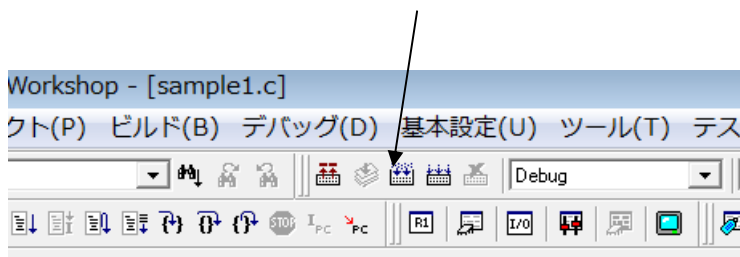 Workshop - [sample1.c]
クト(P) ビルド(B) デバッグ(D) 基本設定(U) ツール(T) テス
Debug
STOP IPC PC R1 I/O